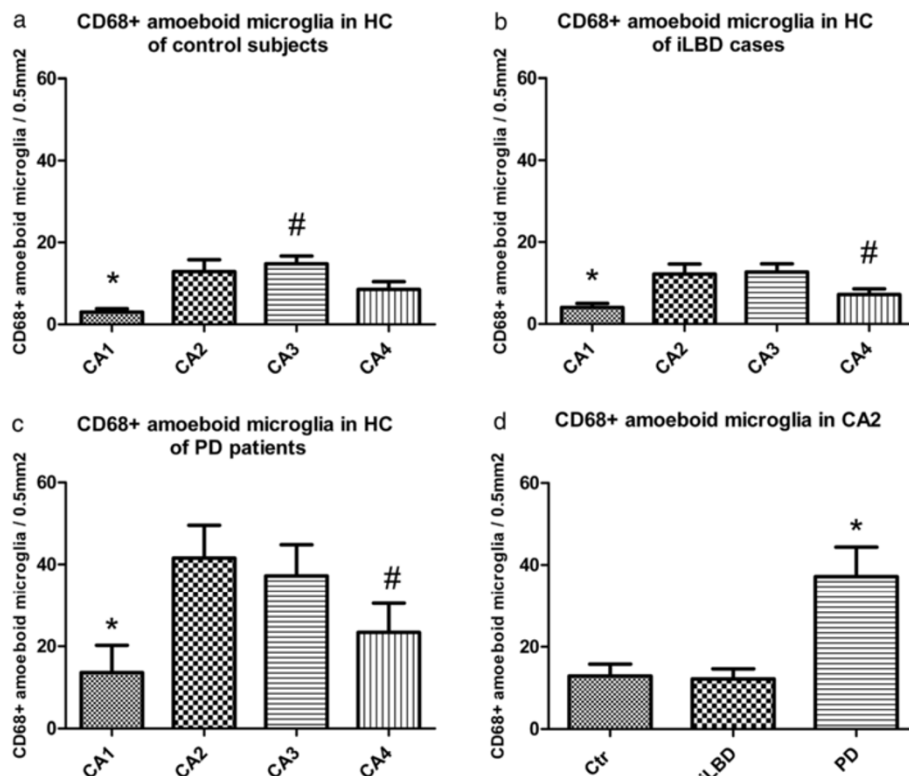 a
CD68+ amoeboid microglia in HC
of control subjects
CD68+ amoeboid microglia / 0.5mm2
60
40
20
0
*
#
CA1
CA2
CA3
CA4
b
CD68+ amoeboid microglia in HC
of iLBD cases
CD68+ amoeboid microglia / 0.5mm2
60
40
20
0
*
#
CA1
CA2
CA3
CA4
c
CD68+ amoeboid microglia in HC
of PD patients
CD68+ amoeboid microglia / 0.5mm2
60
40
20
0
*
#
CA1
CA2
CA3
CA4
d
CD68+ amoeboid microglia in CA2
CD68+ amoeboid microglia / 0.5mm2
60
40
20
0
*
Ctr
iLBD
PD